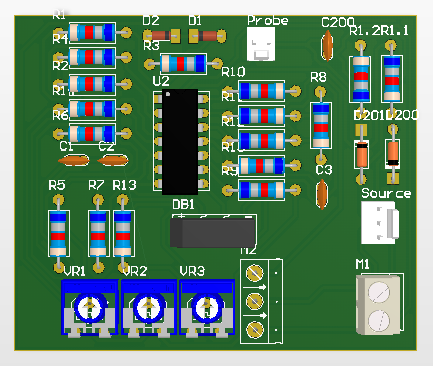 R1
D2
D1
Probe
C200
R4
R3
R1.2
R1.1
R2
U2
R10
R8
R1
R1
R6
R1
C1
C2
R1
D201
D200
R9
C3
R5
R7
R13
Source
DB1
M2
VR1
VR2
VR3
M1